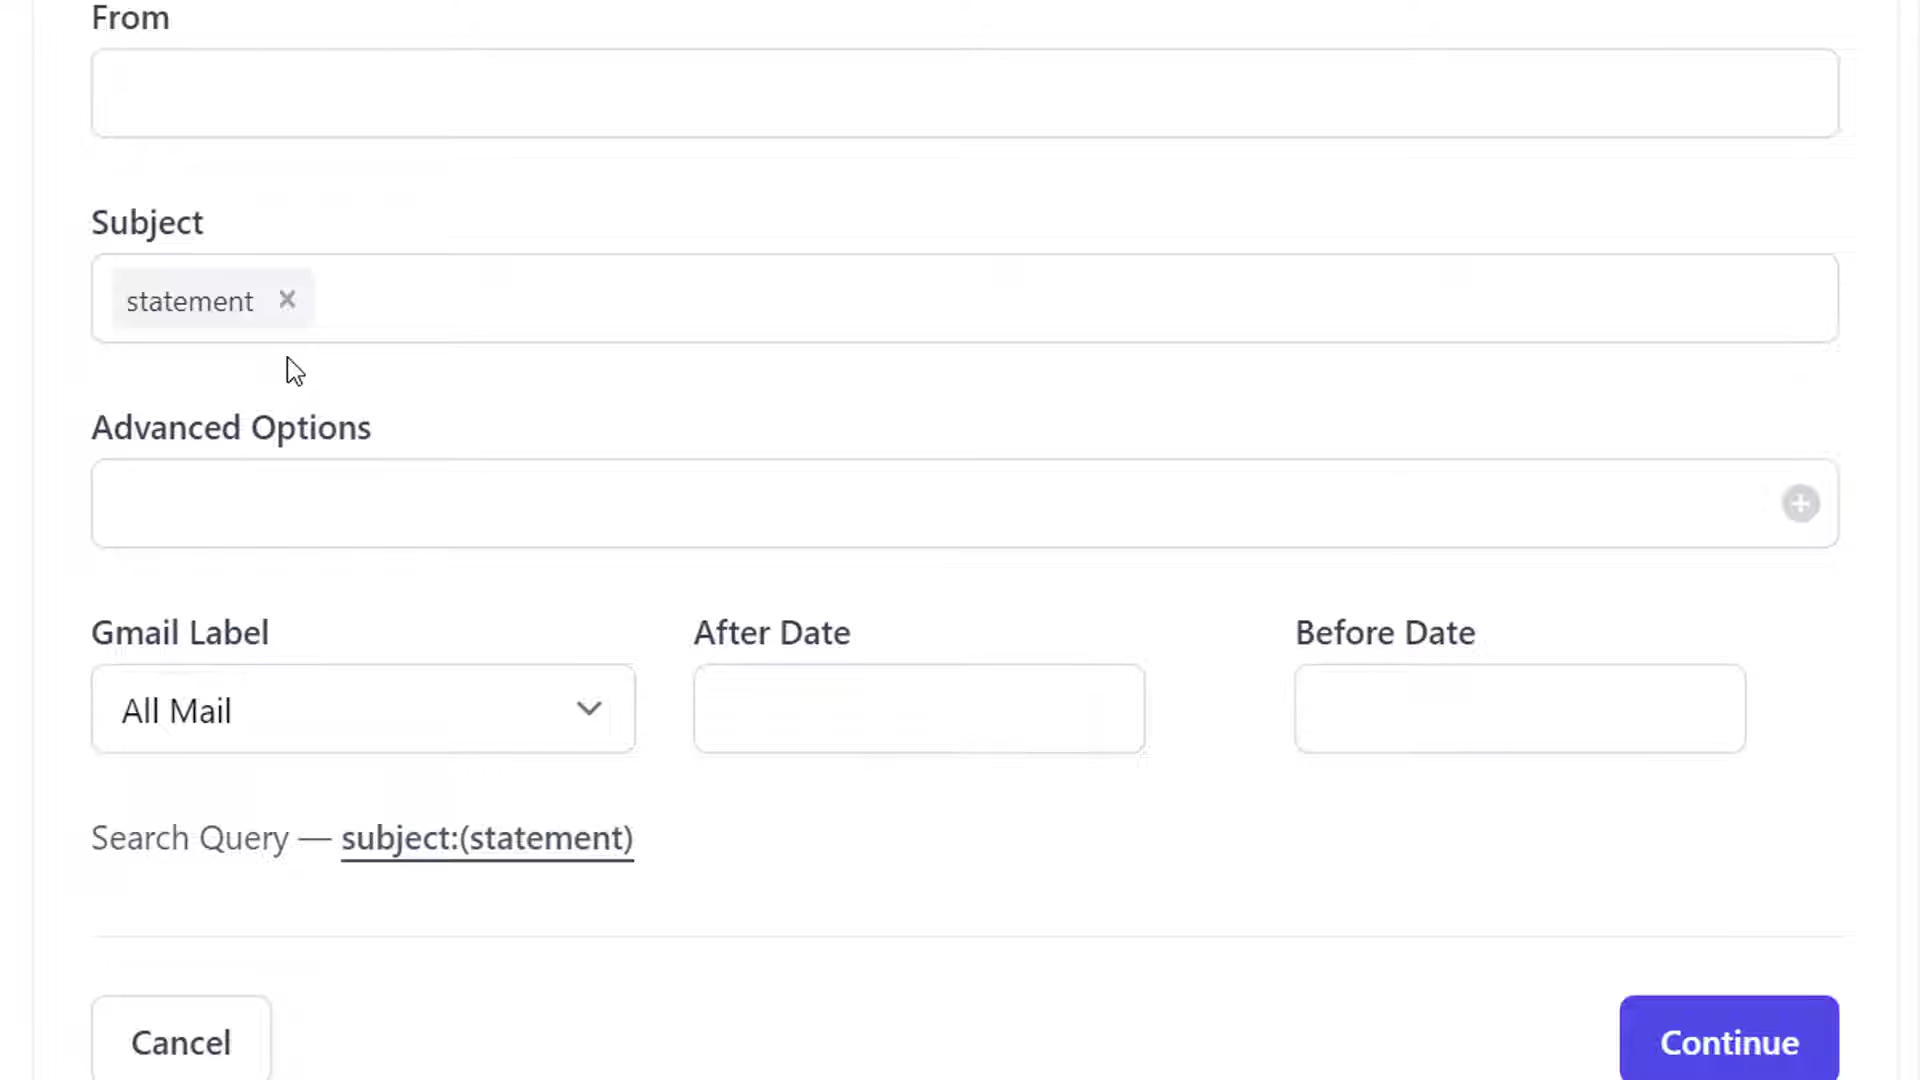 From
Subject
statement ×
Advanced Options
Gmail Label After Date Before Date
All Mail
Search Query — subject:(statement)
Cancel Continue